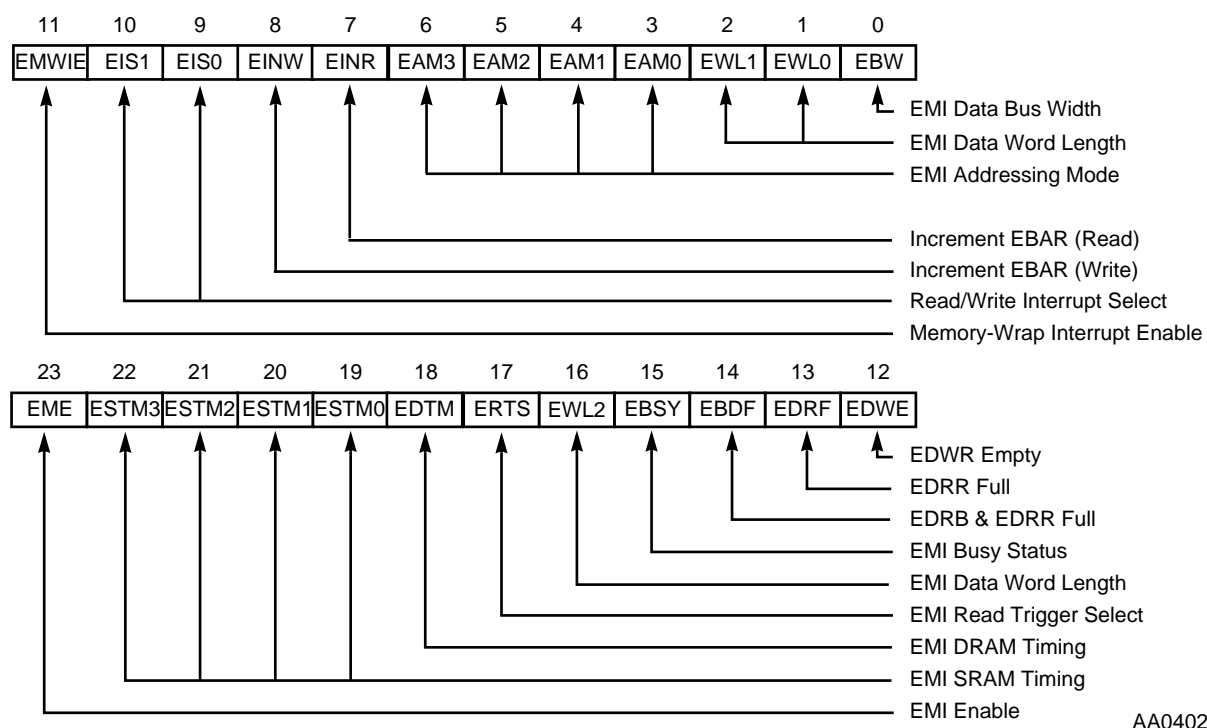 11 10 9 8 7 6 5 4 3 2 1 0
EMWIE EIS1 EIS0 EINW EINR EAM3 EAM2 EAM1 EAM0 EWL1 EWL0 EBW
EMI Data Bus Width
EMI Data Word Length
EMI Addressing Mode
Increment EBAR (Read)
Increment EBAR (Write)
Read/Write Interrupt Select
Memory-Wrap Interrupt Enable
23 22 21 20 19 18 17 16 15 14 13 12
EME ESTM3 ESTM2 ESTM1 ESTM0 EDTM ERTS EWL2 EBSY EBDF EDRF EDWE
EDWR Empty
EDRR Full
EDRB & EDRR Full
EMI Busy Status
EMI Data Word Length
EMI Read Trigger Select
EMI DRAM Timing
EMI SRAM Timing
EMI Enable
AA0402